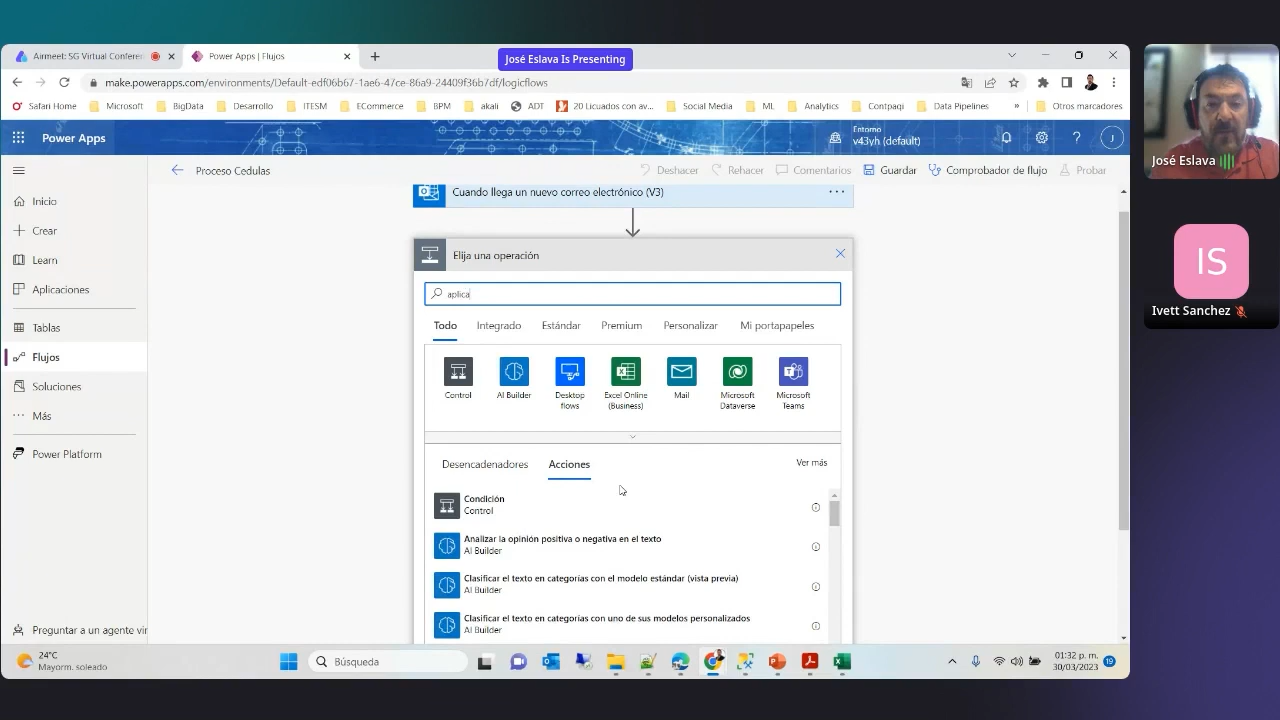 Airmeet: SG Virtual Conferen
Power Apps | Flujos
José Eslava Is Presenting
make.powerapps.com/environments/Default-edf06b67-1ae6-47ce-86a9-24409f36b7df/logicflows
Safari Home
Microsoft
BigData
Desarrollo
ITESM
ECommerce
BPM
akali
ADT
20 Licuados con av...
Social Media
ML
Analytics
Contpaqi
Data Pipelines
»
Otros marcadores
Power Apps
Entorno
v43yh (default)
J
Proceso Cedulas
Deshacer
Rehacer
Comentarios
Guardar
Comprobador de flujo
Probar
Inicio
Crear
Learn
Aplicaciones
Tablas
Flujos
Soluciones
Más
Power Platform
Preguntar a un agente vir
Cuando llega un nuevo correo electrónico (V3)
Elija una operación
aplica
Todo
Integrado
Estándar
Premium
Personalizar
Mi portapapeles
Control
AI Builder
Desktop
flows
Excel Online
(Business)
Mail
Microsoft
Dataverse
Microsoft
Teams
Desencadenadores
Acciones
Ver más
Condición
Control
Analizar la opinión positiva o negativa en el texto
AI Builder
Clasificar el texto en categorías con el modelo estándar (vista previa)
AI Builder
Clasificar el texto en categorías con uno de sus modelos personalizados
AI Builder
24°C
Mayorm. soleado
Búsqueda
01:32 p. m.
30/03/2023
19
José Eslava
IS
Ivett Sanchez